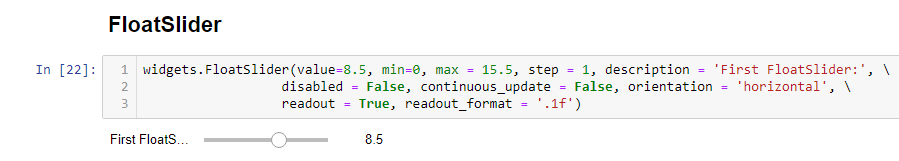 FloatSlider
In [22]: 1 widgets.FloatSlider(value=8.5, min=0, max = 15.5, step = 1, description = 'First FloatSlider:', \
2 disabled = False, continuous_update = False, orientation = 'horizontal', \
3 readout = True, readout_format = '.1f')
First FloatS... 8.5